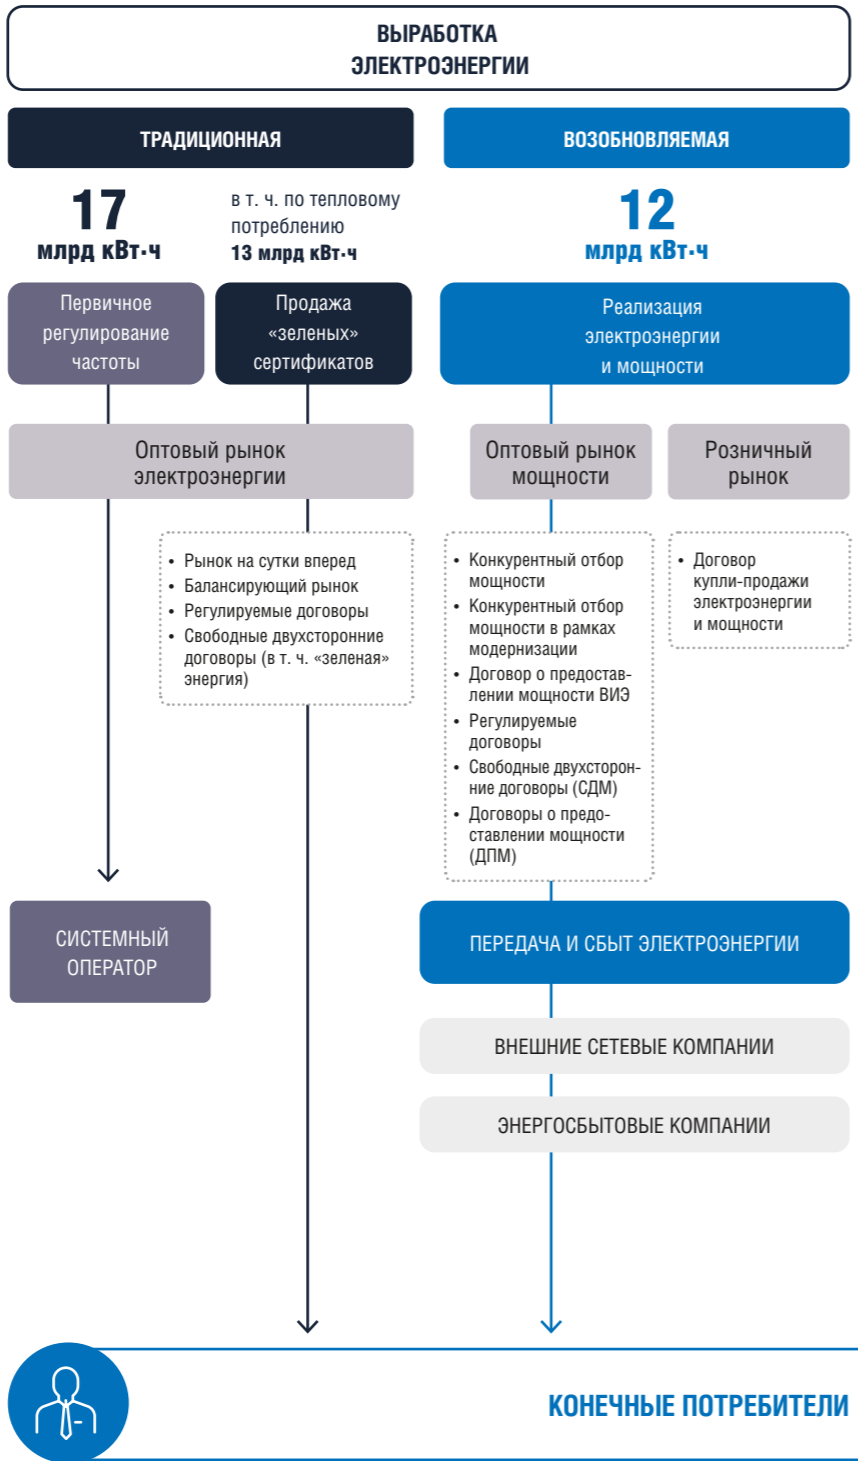 ВЫРАБОТКА
ЭЛЕКТРОЭНЕРГИИ
ТРАДИЦИОННАЯ
ВОЗОБНОВЛЯЕМАЯ
17
млрд кВт·ч
в т. ч. по тепловому
потреблению
13 млрд кВт·ч
12
млрд кВт·ч
Первичное
регулирование
частоты
Продажа
«зеленых»
сертификатов
Реализация
электроэнергии
и мощности
Оптовый рынок
электроэнергии
Оптовый рынок
мощности
Розничный
рынок
• Рынок на сутки вперед
• Балансирующий рынок
• Регулируемые договоры
• Свободные двухсторонние
договоры (в т. ч. «зеленая»
энергия)
• Конкурентный отбор
мощности
• Конкурентный отбор
мощности в рамках
модернизации
• Договор о предостав-
лении мощности ВИЭ
• Регулируемые
договоры
• Свободные двухсторон-
ние договоры (СДМ)
• Договоры о предо-
ставлении мощности
(ДПМ)
• Договор
купли-продажи
электроэнергии
и мощности
СИСТЕМНЫЙ
ОПЕРАТОР
ПЕРЕДАЧА И СБЫТ ЭЛЕКТРОЭНЕРГИИ
ВНЕШНИЕ СЕТЕВЫЕ КОМПАНИИ
ЭНЕРГОСБЫТОВЫЕ КОМПАНИИ
КОНЕЧНЫЕ ПОТРЕБИТЕЛИ